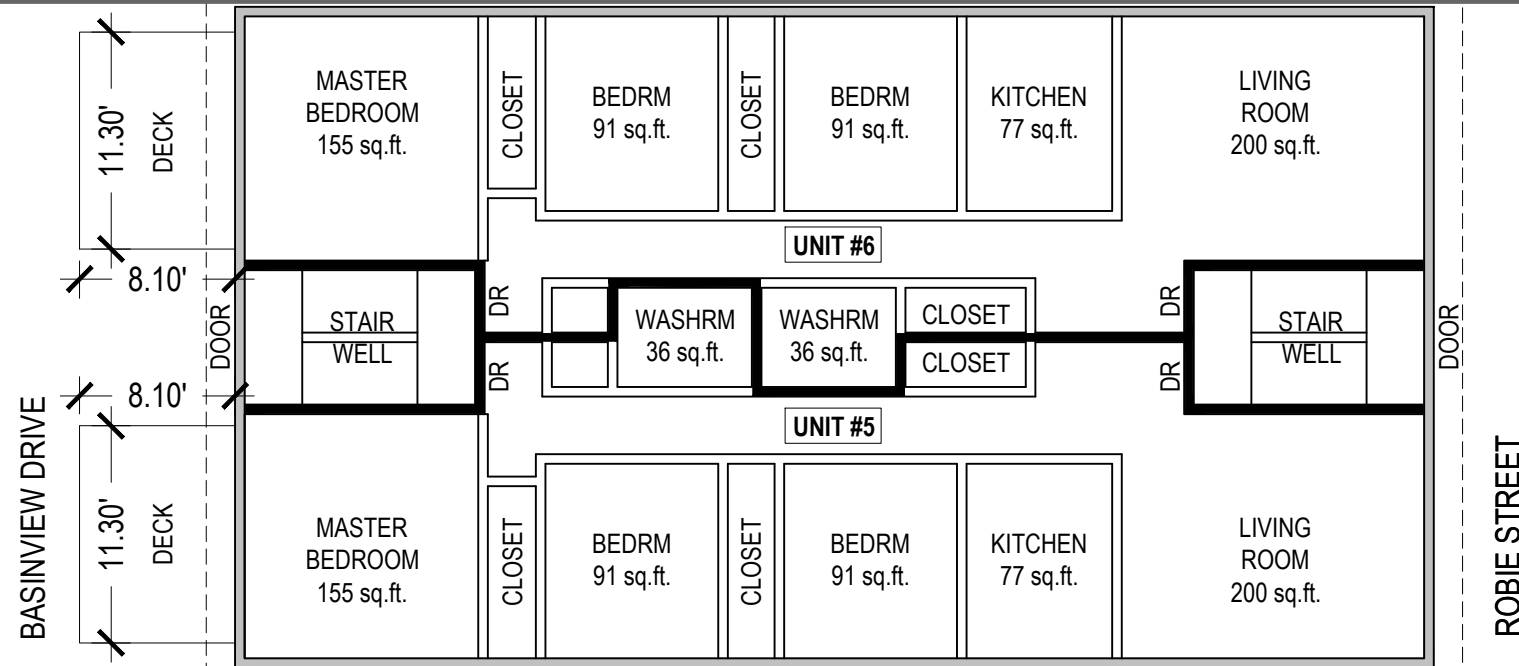 MASTER
BEDROOM
155 sq.ft.
CLOSET
BEDRM
91 sq.ft.
CLOSET
BEDRM
91 sq.ft.
KITCHEN
77 sq.ft.
LIVING
ROOM
200 sq.ft.
11.30'
DECK
UNIT #6
8.10'
DOOR
STAIR
WELL
DR
DR
WASHRM
36 sq.ft.
WASHRM
36 sq.ft.
CLOSET
CLOSET
DR
DR
STAIR
WELL
DOOR
8.10'
UNIT #5
BASINVIEW DRIVE
11.30'
DECK
MASTER
BEDROOM
155 sq.ft.
CLOSET
BEDRM
91 sq.ft.
CLOSET
BEDRM
91 sq.ft.
KITCHEN
77 sq.ft.
LIVING
ROOM
200 sq.ft.
ROBIE STREET